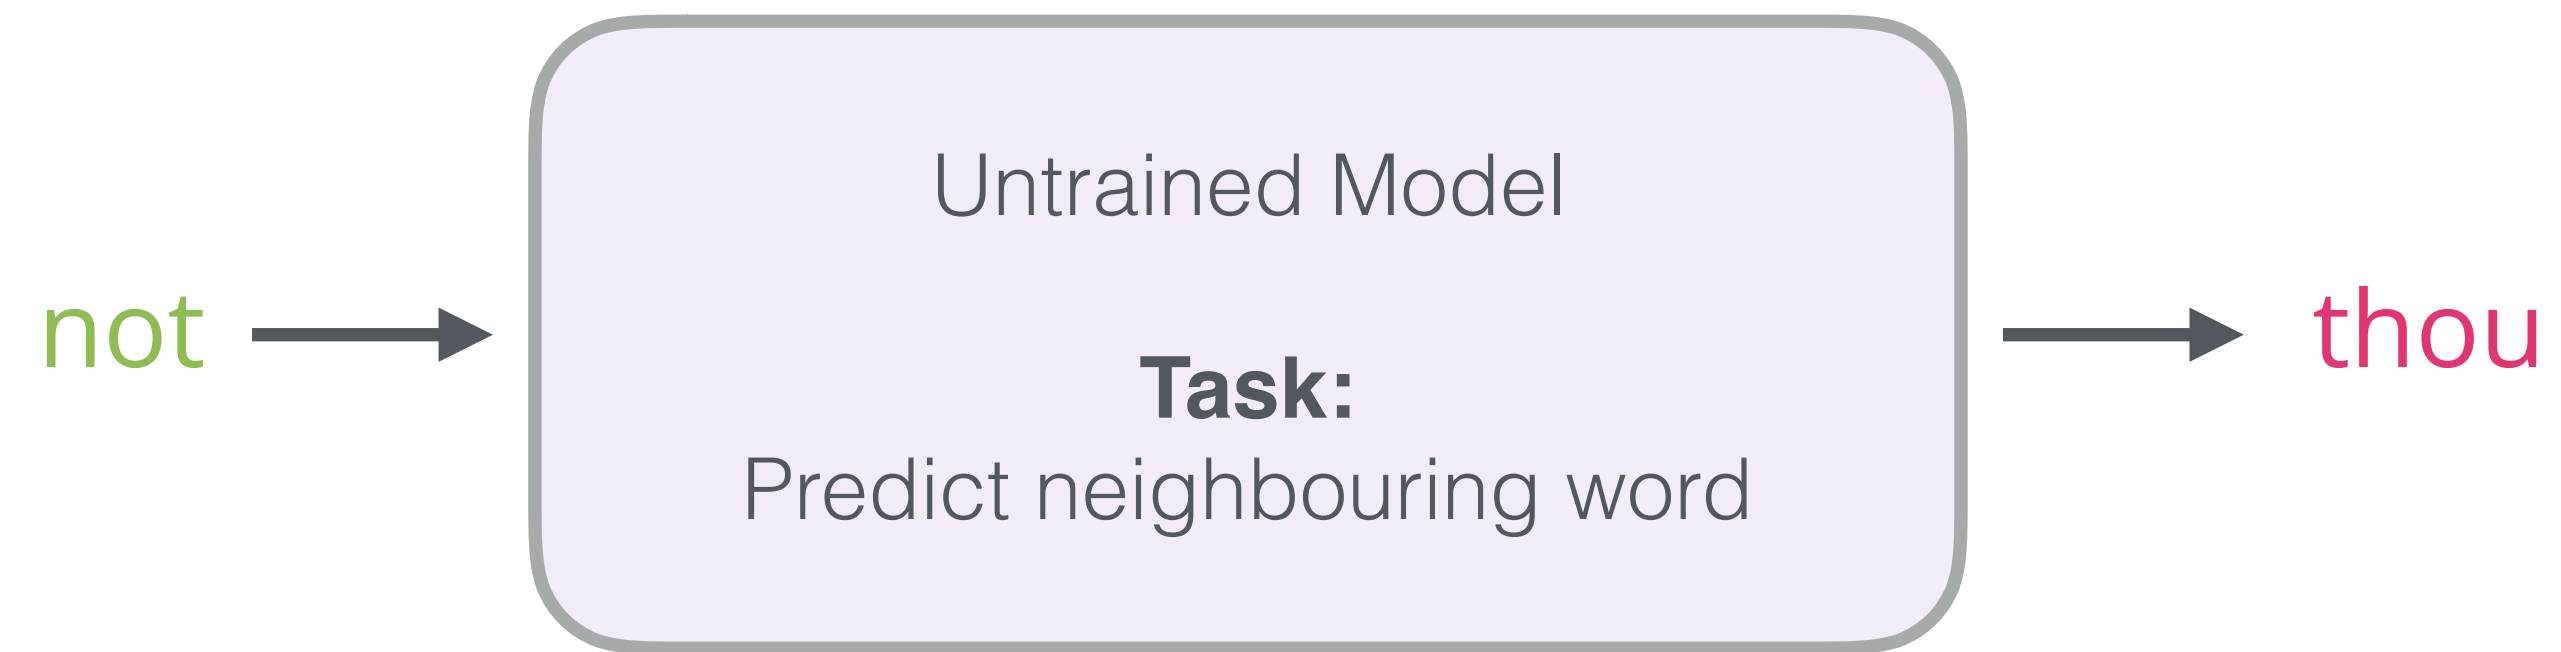 Untrained Model
not
thou
Task:
Predict neighbouring word